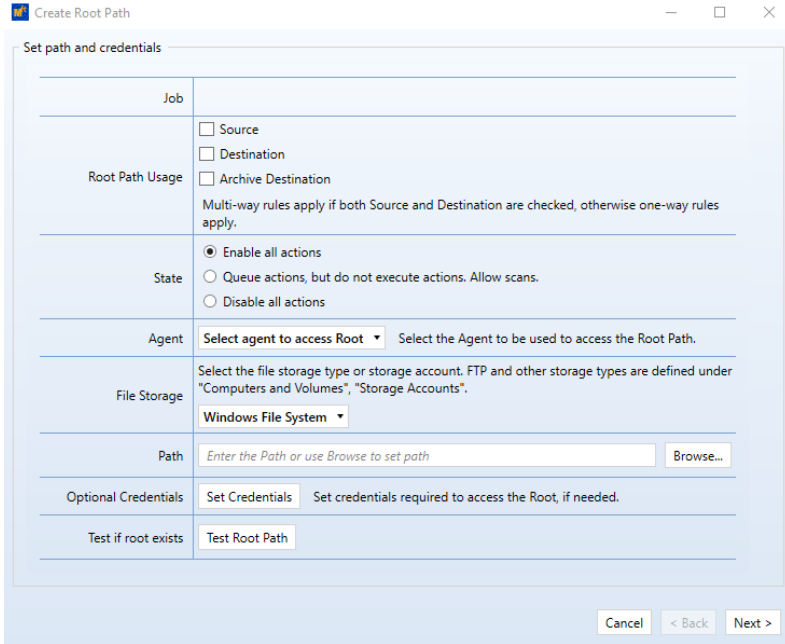 Create Root Path
Set path and credentials
Job
Root Path Usage
Source
Destination
Archive Destination
Multi-way rules apply if both Source and Destination are checked, otherwise one-way rules
apply.
State
Enable all actions
Queue actions, but do not execute actions. Allow scans.
Disable all actions
Agent
Select agent to access Root
Select the Agent to be used to access the Root Path.
File Storage
Select the file storage type or storage account. FTP and other storage types are defined under
"Computers and Volumes", "Storage Accounts".
Windows File System
Path
Enter the Path or use Browse to set path
Browse...
Optional Credentials
Set Credentials
Set credentials required to access the Root, if needed.
Test if root exists
Test Root Path
Cancel
< Back
Next >